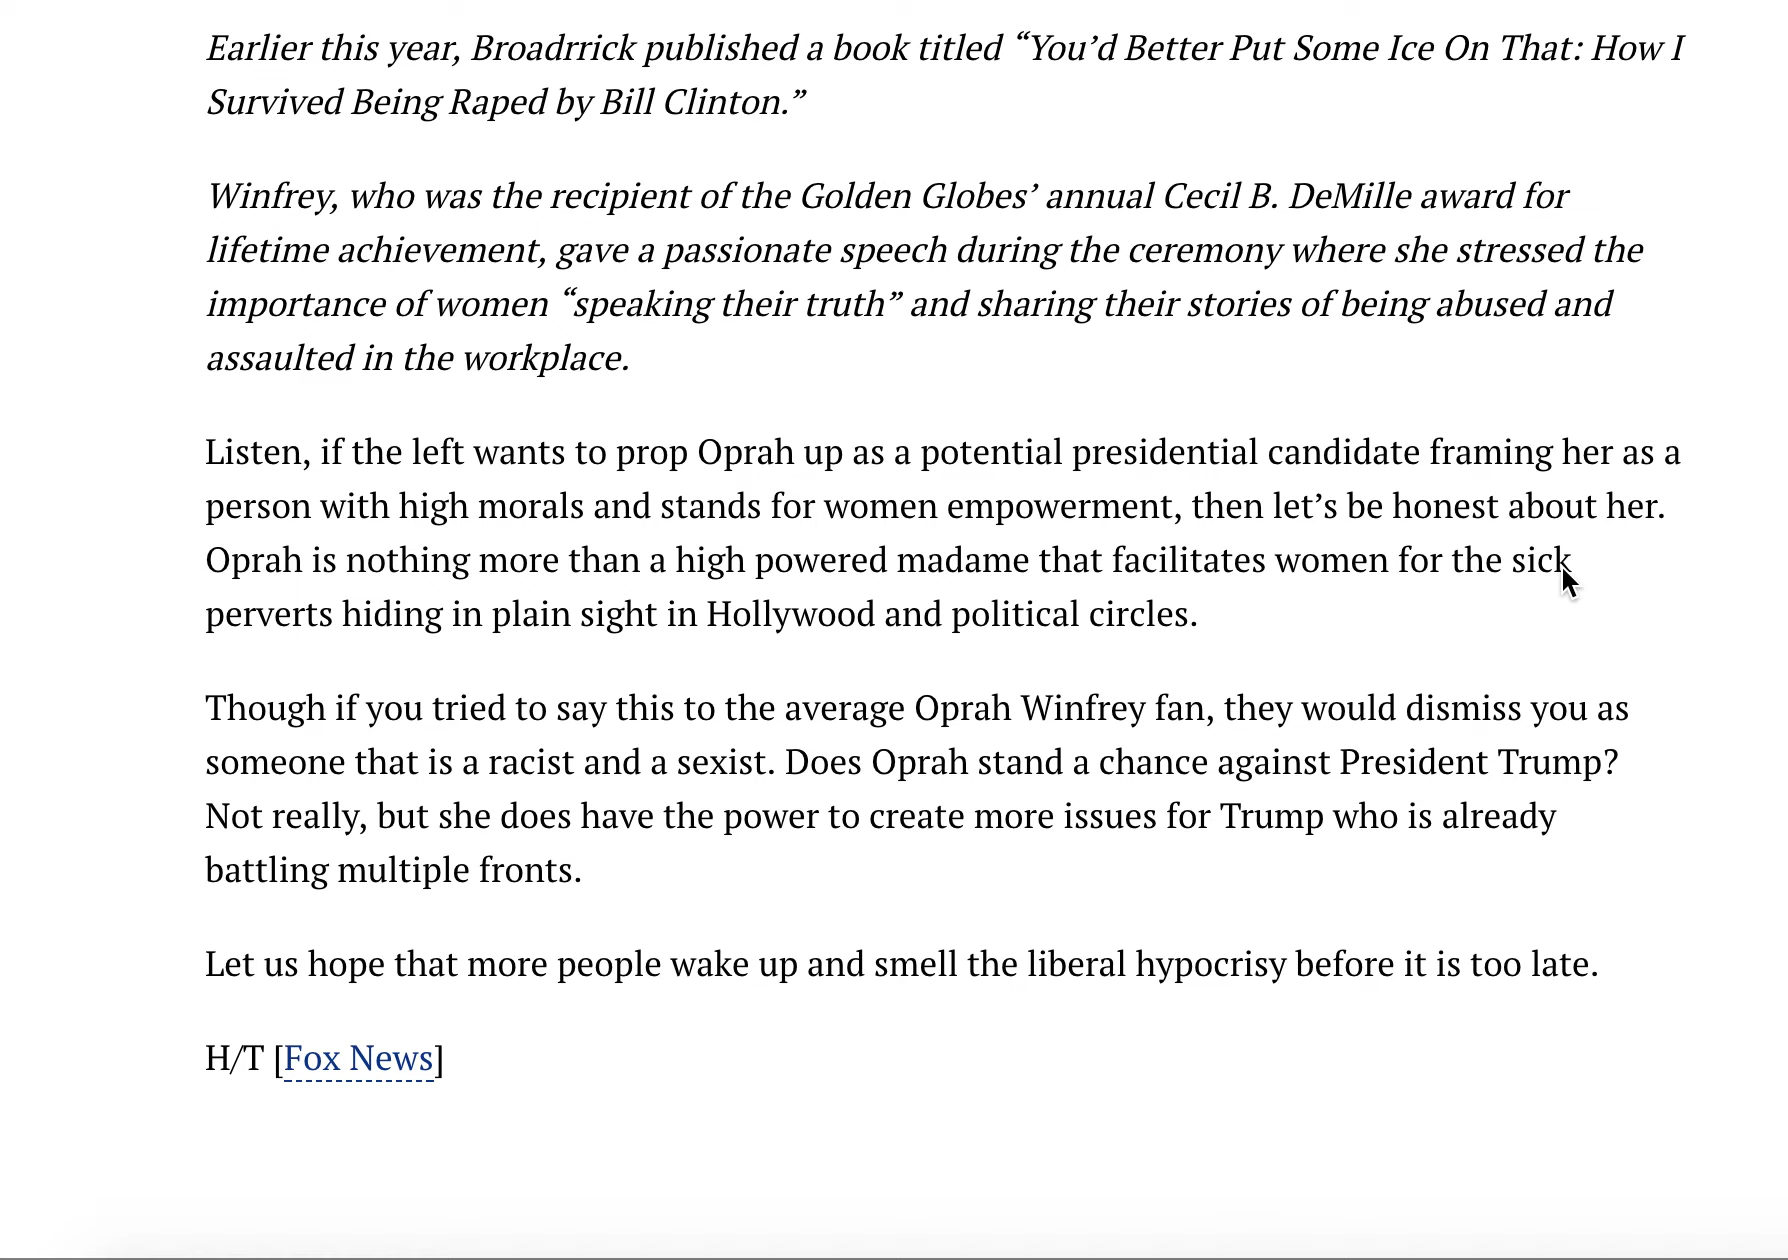 Earlier this year, Broadrrick published a book titled “You’d Better Put Some Ice On That: How I
Survived Being Raped by Bill Clinton.”
Winfrey, who was the recipient of the Golden Globes’ annual Cecil B. DeMille award for
lifetime achievement, gave a passionate speech during the ceremony where she stressed the
importance of women “speaking their truth” and sharing their stories of being abused and
assaulted in the workplace.
Listen, if the left wants to prop Oprah up as a potential presidential candidate framing her as a
person with high morals and stands for women empowerment, then let’s be honest about her.
Oprah is nothing more than a high powered madame that facilitates women for the sick
perverts hiding in plain sight in Hollywood and political circles.
Though if you tried to say this to the average Oprah Winfrey fan, they would dismiss you as
someone that is a racist and a sexist. Does Oprah stand a chance against President Trump?
Not really, but she does have the power to create more issues for Trump who is already
battling multiple fronts.
Let us hope that more people wake up and smell the liberal hypocrisy before it is too late.
H/T [Fox News]